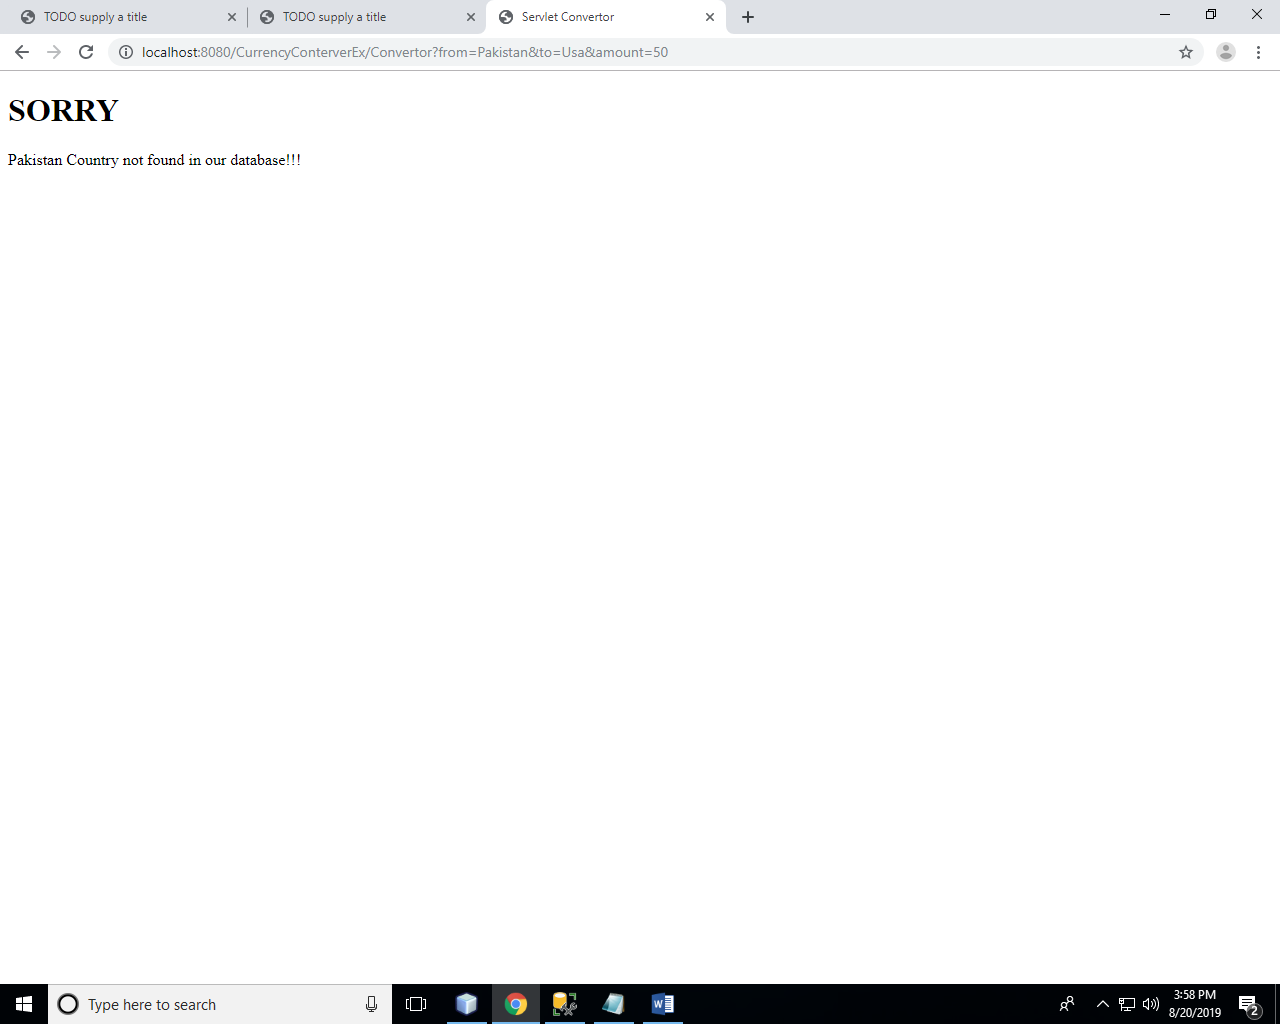 TODO supply a title
TODO supply a title
Servlet Convertor
localhost:8080/CurrencyConterverEx/Convertor?from=Pakistan&to=Usa&amount=50
SORRY
Pakistan Country not found in our database!!!
Type here to search
3:58 PM
8/20/2019
2